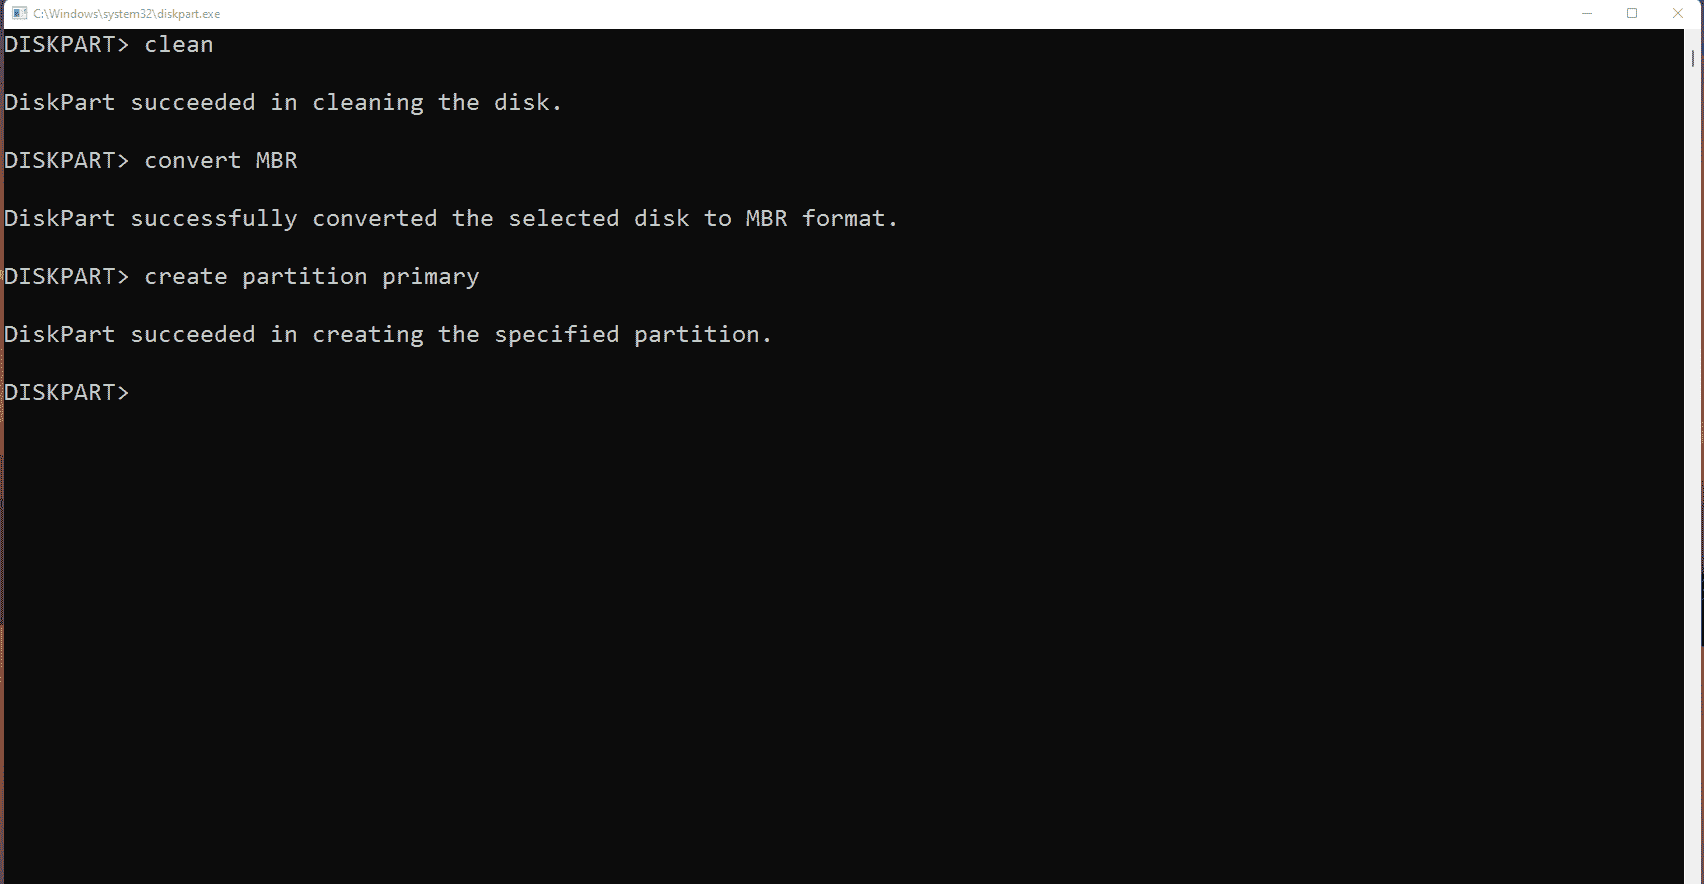 C:\Windows\system32\diskpart.exe
DISKPART> clean
DiskPart succeeded in cleaning the disk.
DISKPART> convert MBR
DiskPart successfully converted the selected disk to MBR format.
DISKPART> create partition primary
DiskPart succeeded in creating the specified partition.
DISKPART>